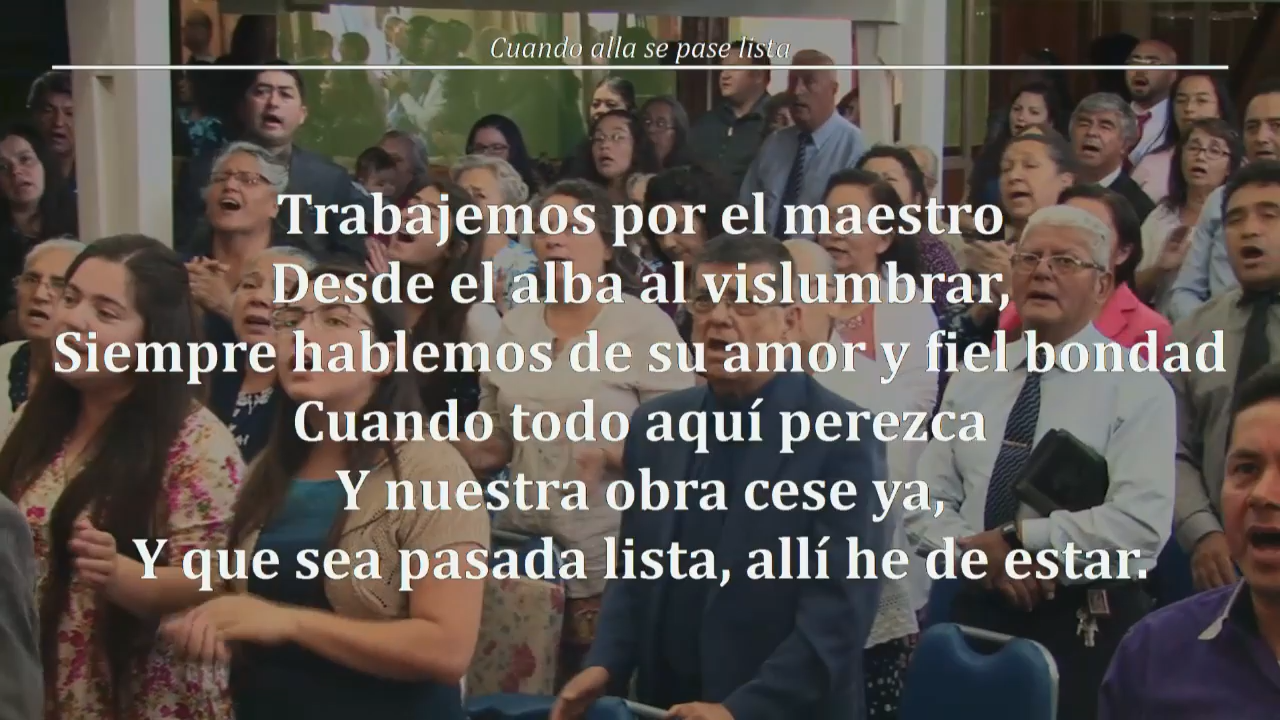 Cuando alla se pase lista
Trabajemos por el maestro
Desde el alba al vislumbrar,
Siempre hablemos de su amor y fiel bondad
Cuando todo aquí perezca
Y nuestra obra cese ya,
Y que sea pasada lista, allí he de estar.